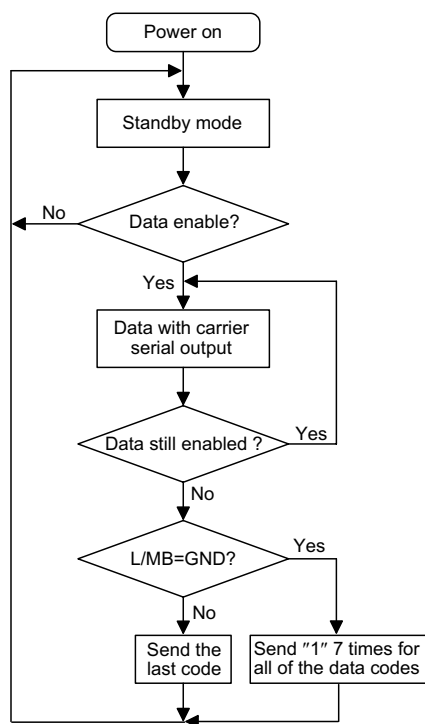 Power on
Standby mode
Data enable?
No
Yes
Data with carrier
serial output
Data still enabled ?
Yes
No
L/MB=GND?
Yes
No
Send the
last code
Send ″1″ 7 times for
all of the data codes